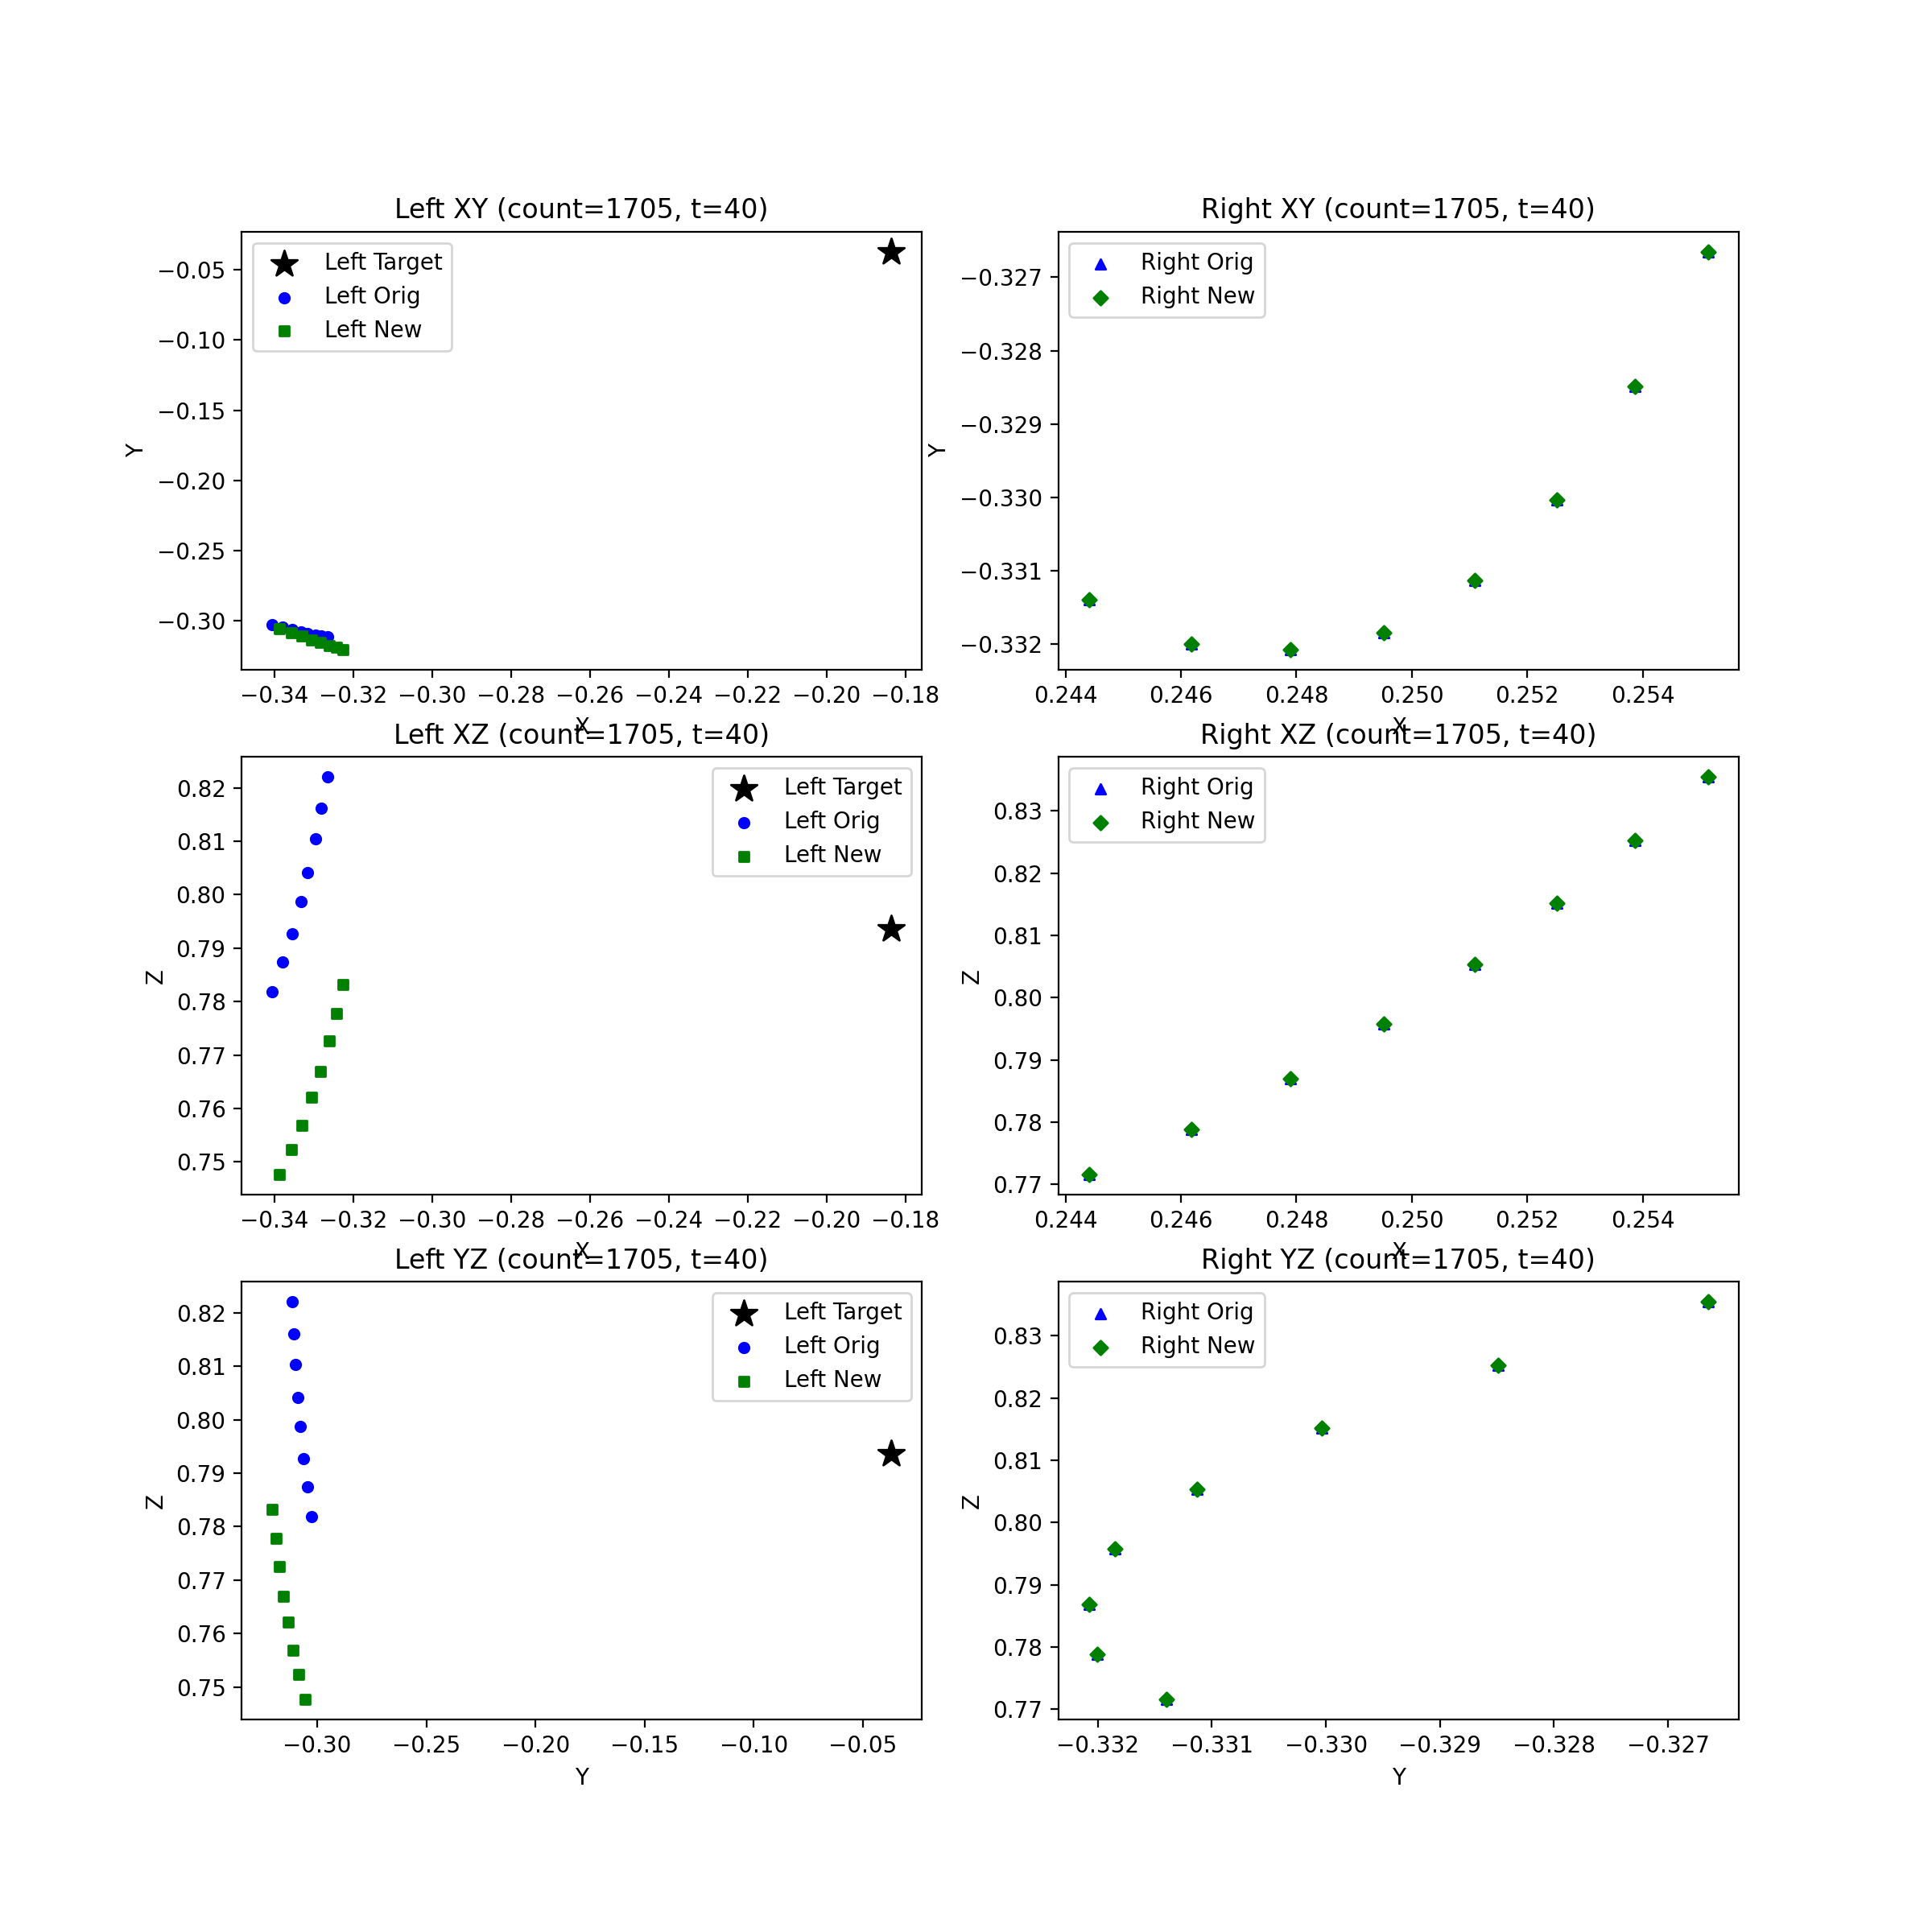 Left XY (count=1705, t=40)
Left Target
Left Orig
Left New
−0.05
−0.10
−0.15
−0.20
−0.25
−0.30
Y
−0.34 −0.32 −0.30 −0.28 −0.26 −0.24 −0.22 −0.20 −0.18
X
Right XY (count=1705, t=40)
Right Orig
Right New
−0.327
−0.328
−0.329
−0.330
−0.331
−0.332
Y
0.244 0.246 0.248 0.250 0.252 0.254
X
Left XZ (count=1705, t=40)
Left Target
Left Orig
Left New
0.82
0.81
0.80
0.79
0.78
0.77
0.76
0.75
Z
−0.34 −0.32 −0.30 −0.28 −0.26 −0.24 −0.22 −0.20 −0.18
X
Right XZ (count=1705, t=40)
Right Orig
Right New
0.83
0.82
0.81
0.80
0.79
0.78
0.77
Z
0.244 0.246 0.248 0.250 0.252 0.254
X
Left YZ (count=1705, t=40)
Left Target
Left Orig
Left New
0.82
0.81
0.80
0.79
0.78
0.77
0.76
0.75
Z
−0.30 −0.25 −0.20 −0.15 −0.10 −0.05
Y
Right YZ (count=1705, t=40)
Right Orig
Right New
0.83
0.82
0.81
0.80
0.79
0.78
0.77
Z
−0.332 −0.331 −0.330 −0.329 −0.328 −0.327
Y